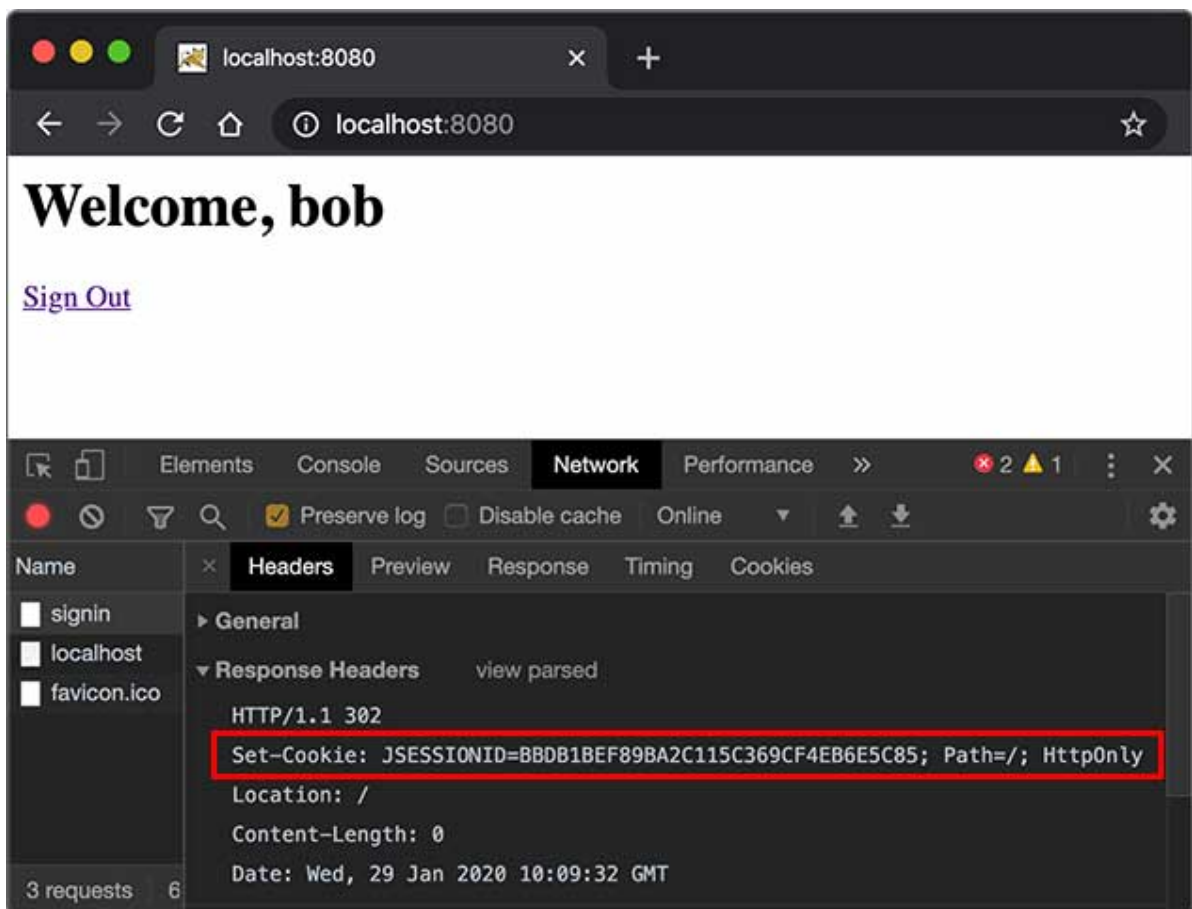 localhost:8080
localhost:8080
Welcome, bob
Sign Out
Elements Console Sources Network Performance » 2 1
Preserve log Disable cache Online
Name Headers Preview Response Timing Cookies
signin
General
localhost
Response Headers view parsed
favicon.ico
HTTP/1.1 302
Set-Cookie: JSESSIONID=BBDB1BEF89BA2C115C369CF4EB6E5C85; Path=/; HttpOnly
Location: /
Content-Length: 0
Date: Wed, 29 Jan 2020 10:09:32 GMT
3 requests 6